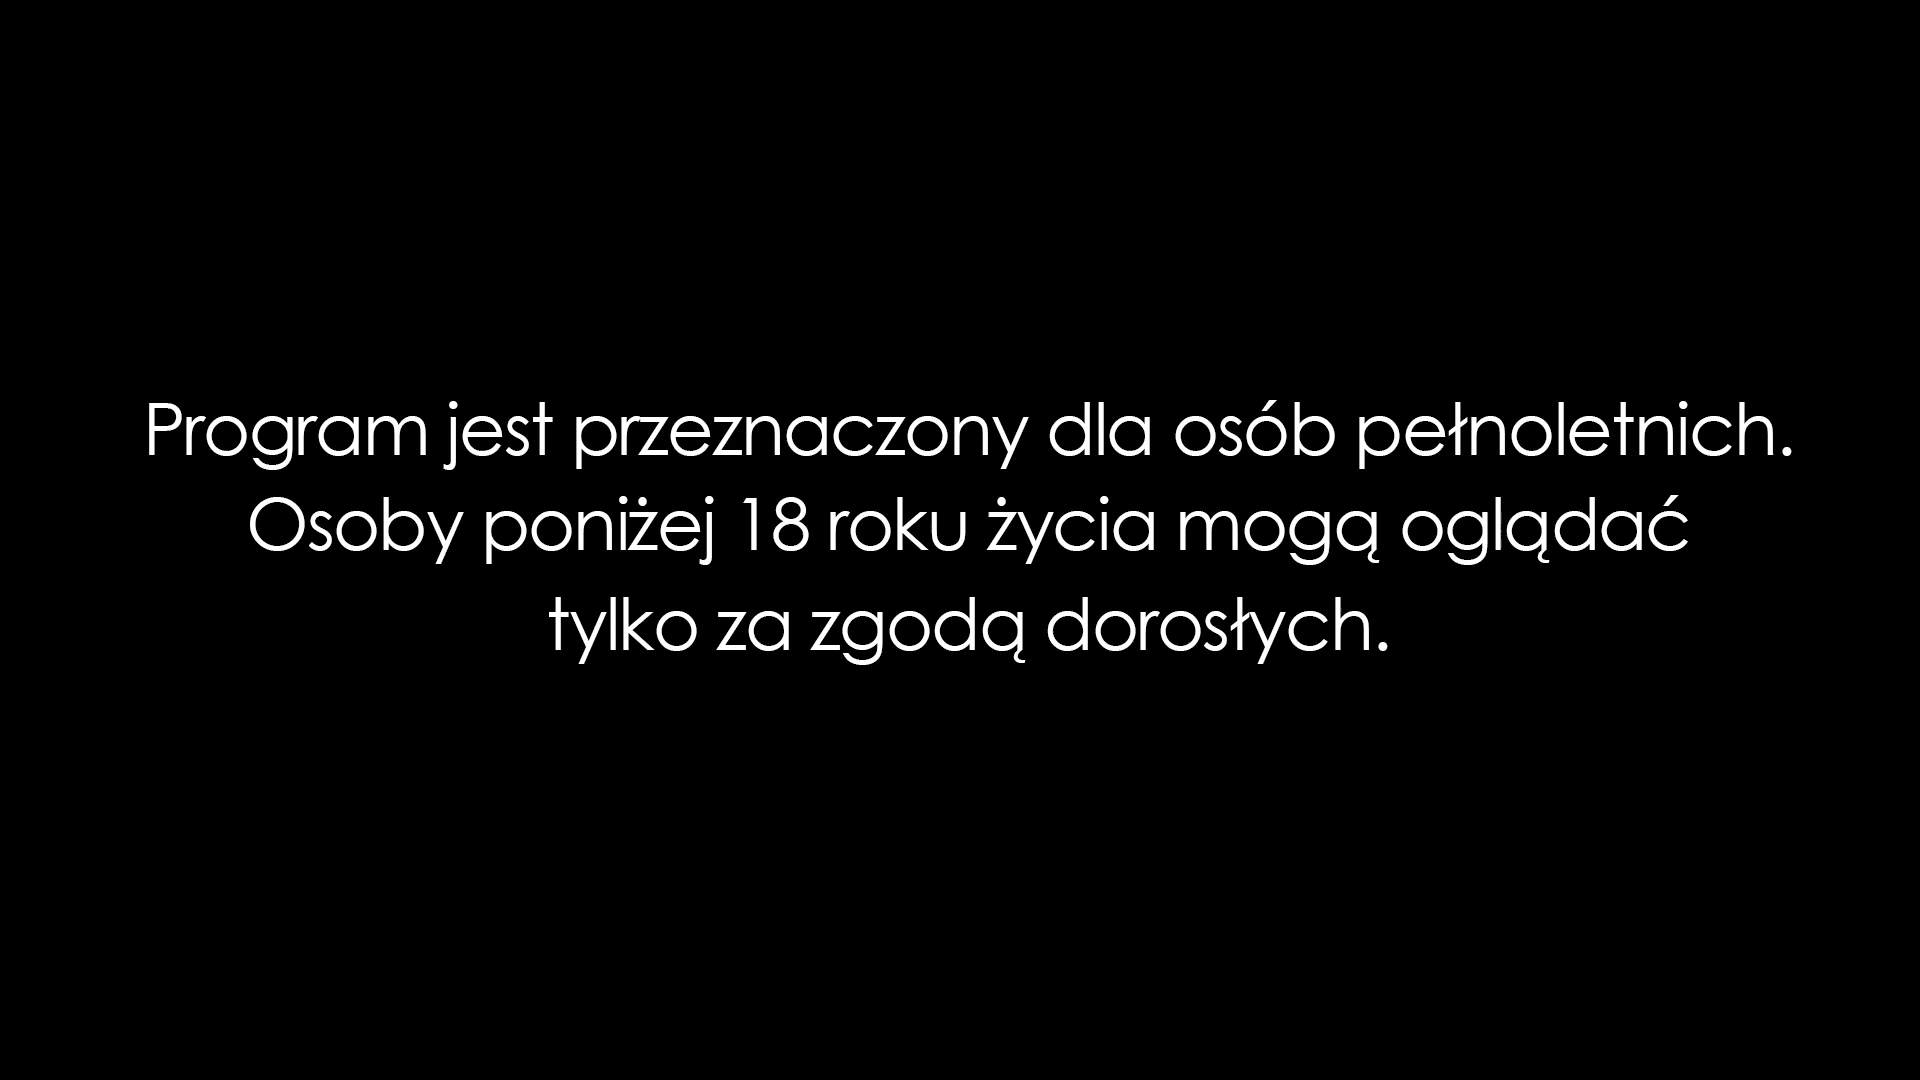 Program jest przeznaczony dla osób pełnoletnich.
Osoby poniżej 18 roku życia mogą oglądać
tylko za zgodą dorosłych.